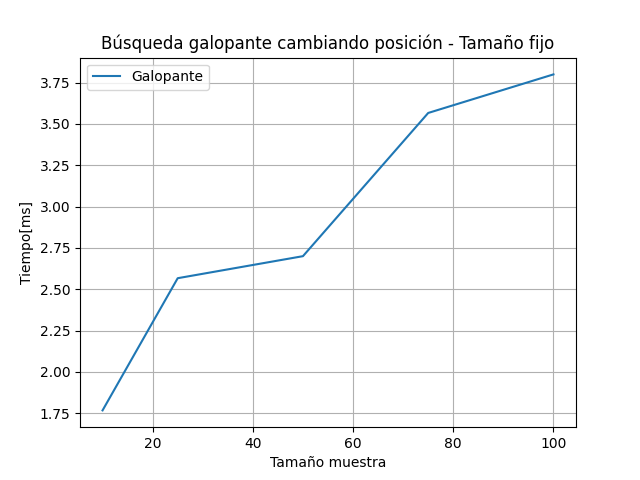 Búsqueda galopante cambiando posición - Tamaño fijo
Galopante
3.75
3.50
3.25
3.00
2.75
2.50
2.25
2.00
1.75
Tiempo[ms]
20 40 60 80 100
Tamaño muestra